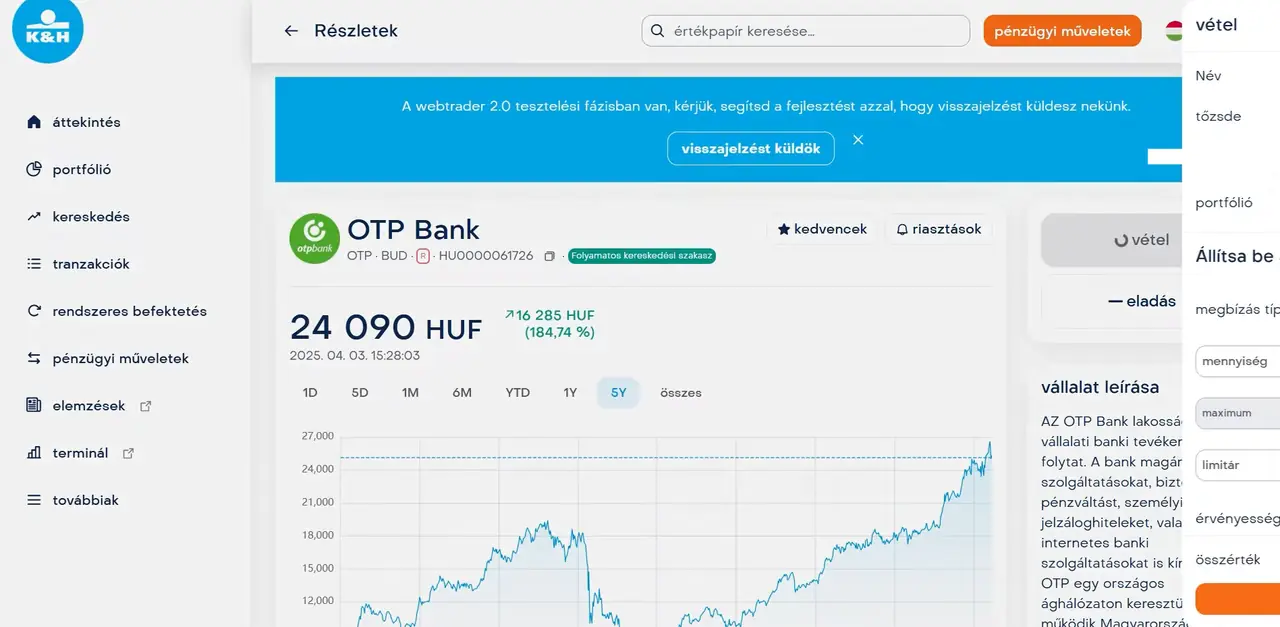 K&H
áttekintés
portfólió
kereskedés
tranzakciók
rendszeres befektetés
pénzügyi műveletek
elemzések
terminál
továbbiak
Részletek
értékpapír keresése...
pénzügyi műveletek
A webtrader 2.0 tesztelési fázisban van, kérjük, segítsd a fejlesztést azzal, hogy visszajelzést küldesz nekünk.
visszajelzést küldök
otpbank
OTP Bank
OTP · BUD · R · HU0000061726 · Folyamatos kereskedési szakasz
kedvencek
riasztások
24 090 HUF
16 285 HUF
(184,74 %)
2025. 04. 03. 15:28:03
1D 5D 1M 6M YTD 1Y 5Y összes
27,000
24,000
21,000
18,000
15,000
12,000
vétel
eladás
vállalat leírása
AZ OTP Bank lakossá
vállalati banki tevéker
folytat. A bank magár
szolgáltatásokat, bizt
pénzváltást, személyi
jelzáloghiteleket, vala
internetes banki
szolgáltatásokat is kír
OTP egy országos
ághálózaton keresztü
működik Magyarorszá
vétel
Név
tőzsde
portfólió
Állítsa be
megbízás típ
mennyiség
maximum
limitár
érvényesség
összérték